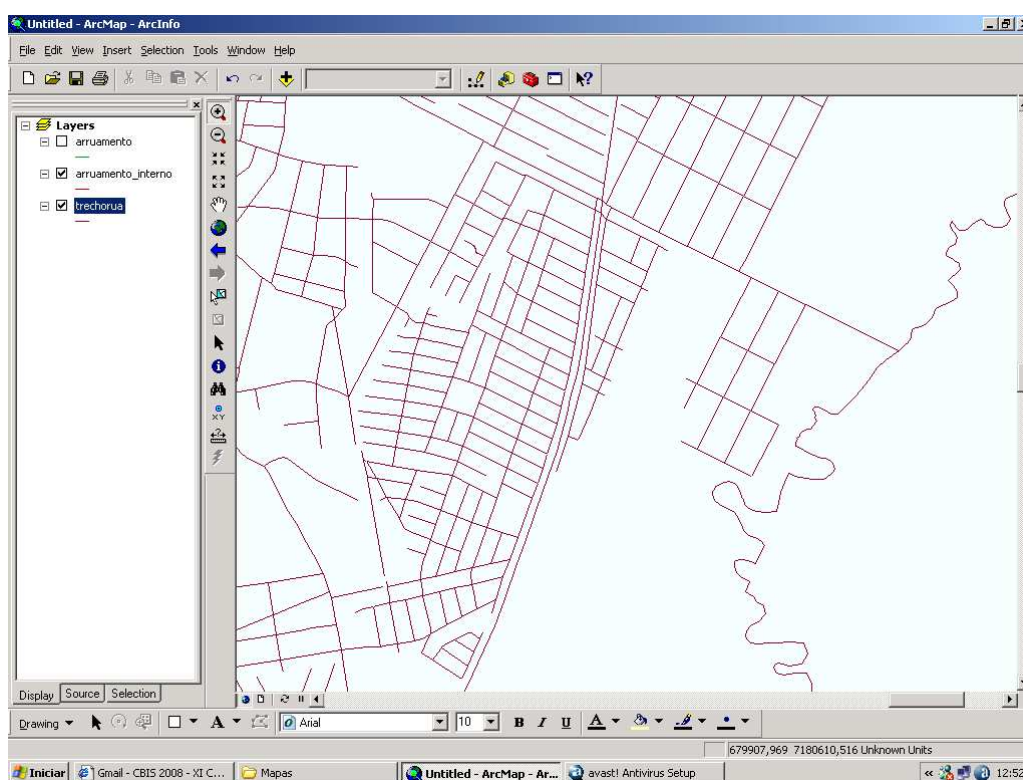 Untitled - ArcMap - ArcInfo
File Edit View Insert Selection Tools Window Help
Layers
arruamento
arruamento_interno
trechorua
XY
Display Source Selection
Drawing A Arial 10 B I U A
679907,969 7180610,516 Unknown Units
Iniciar Gmail - CBIS 2008 - XI C... Mapas Untitled - ArcMap - Ar... avast! Antivirus Setup